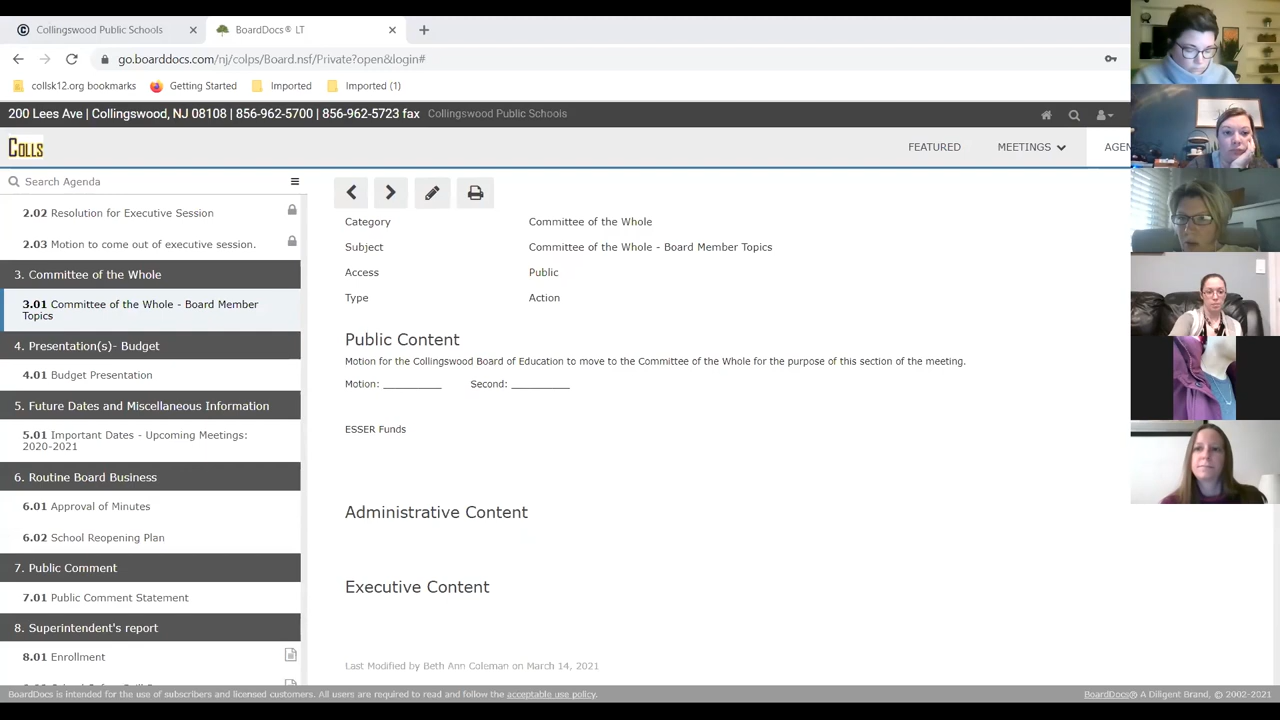 Collingswood Public Schools
BoardDocs® LT
go.boarddocs.com/nj/colps/Board.nsf/Private?open&login#
collsk12.org bookmarks
Getting Started
Imported
Imported (1)
200 Lees Ave | Collingswood, NJ 08108 | 856-962-5700 | 856-962-5723 fax
Collingswood Public Schools
COLLS
FEATURED
MEETINGS
AGEN
Search Agenda
2.02 Resolution for Executive Session
2.03 Motion to come out of executive session.
3. Committee of the Whole
3.01 Committee of the Whole - Board Member
Topics
4. Presentation(s)- Budget
4.01 Budget Presentation
5. Future Dates and Miscellaneous Information
5.01 Important Dates - Upcoming Meetings:
2020-2021
6. Routine Board Business
6.01 Approval of Minutes
6.02 School Reopening Plan
7. Public Comment
7.01 Public Comment Statement
8. Superintendent's report
8.01 Enrollment
Category Committee of the Whole
Subject Committee of the Whole - Board Member Topics
Access Public
Type Action
Public Content
Motion for the Collingswood Board of Education to move to the Committee of the Whole for the purpose of this section of the meeting.
Motion: __________ Second: __________
ESSER Funds
Administrative Content
Executive Content
Last Modified by Beth Ann Coleman on March 14, 2021
BoardDocs is intended for the use of subscribers and licensed customers. All users are required to read and follow the acceptable use policy.
BoardDocs® A Diligent Brand, © 2002-2021